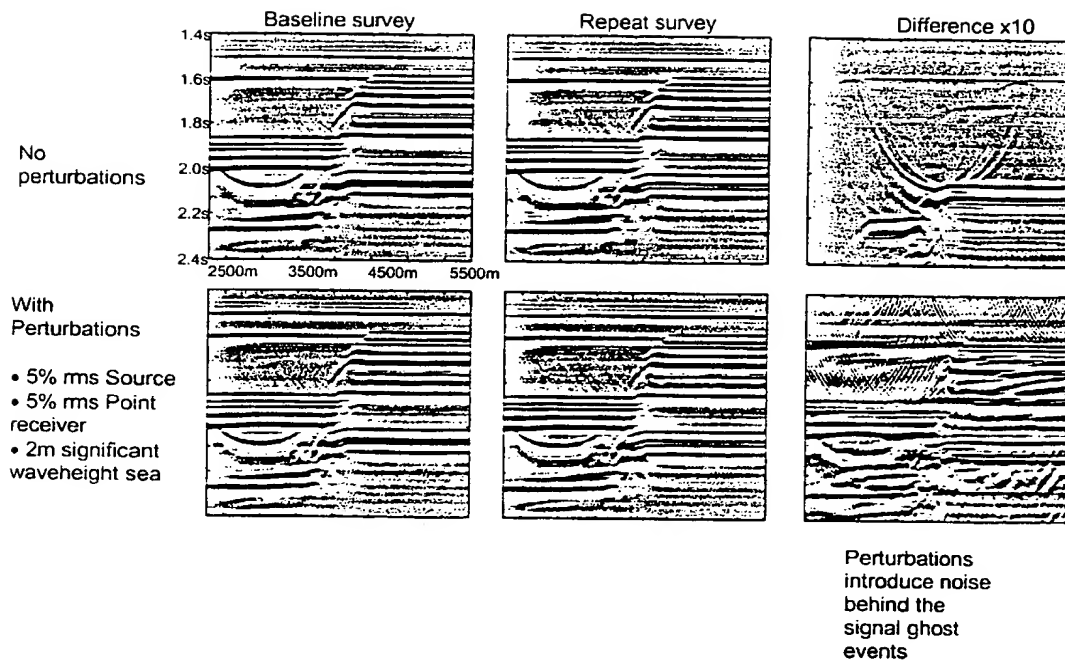 Baseline survey
Repeat survey
Difference x10
1.4s
1.6s
1.8s
2.0s
2.2s
2.4s
No
perturbations
25000m 3500m 4500m 5500m
With
Perturbations
• 5% rms Source
• 5% rms Point
receiver
• 2m significant
waveheight sea
Perturbations
introduce noise
behind the
signal ghost
events